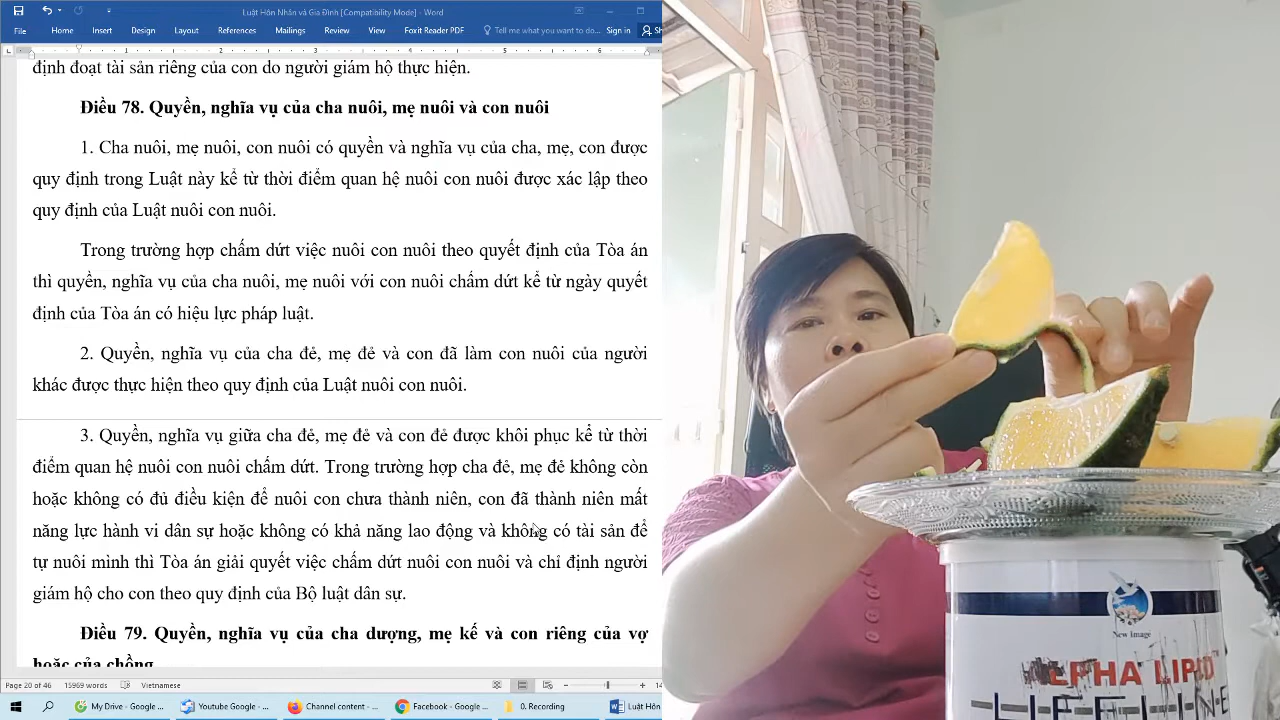 Luật Hôn Nhân và Gia Đình [Compatibility Mode] - Word
File Home Insert Design Layout References Mailings Review View Foxit Reader PDF Tell me what you want to do... Sign in Sh
định đoạt tài sản riêng của con do người giám hộ thực hiện.
Điều 78. Quyền, nghĩa vụ của cha nuôi, mẹ nuôi và con nuôi
1. Cha nuôi, mẹ nuôi, con nuôi có quyền và nghĩa vụ của cha, mẹ, con được
quy định trong Luật này kể từ thời điểm quan hệ nuôi con nuôi được xác lập theo
quy định của Luật nuôi con nuôi.
Trong trường hợp chấm dứt việc nuôi con nuôi theo quyết định của Tòa án
thì quyền, nghĩa vụ của cha nuôi, mẹ nuôi với con nuôi chấm dứt kể từ ngày quyết
định của Tòa án có hiệu lực pháp luật.
2. Quyền, nghĩa vụ của cha đẻ, mẹ đẻ và con đã làm con nuôi của người
khác được thực hiện theo quy định của Luật nuôi con nuôi.
3. Quyền, nghĩa vụ giữa cha đẻ, mẹ đẻ và con đẻ được khôi phục kể từ thời
điểm quan hệ nuôi con nuôi chấm dứt. Trong trường hợp cha đẻ, mẹ đẻ không còn
hoặc không có đủ điều kiện để nuôi con chưa thành niên, con đã thành niên mất
năng lực hành vi dân sự hoặc không có khả năng lao động và không có tài sản để
tự nuôi mình thì Tòa án giải quyết việc chấm dứt nuôi con nuôi và chỉ định người
giám hộ cho con theo quy định của Bộ luật dân sự.
Điều 79. Quyền, nghĩa vụ của cha dượng, mẹ kế và con riêng của vợ
hoặc của chồng
Page 20 of 46 15969 words Vietnamese
My Drive - Google ... Youtube - Google ... 0. Channel content ... Facebook - Google ... 0. Recording Luật Hôn
New Image
ALPHA LIPID™
LIFELINE